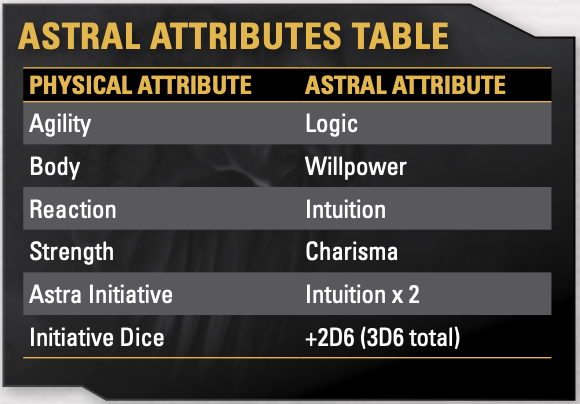 ASTRAL ATTRIBUTES TABLE
PHYSICAL ATTRIBUTE ASTRAL ATTRIBUTE
Agility Logic
Body Willpower
Reaction Intuition
Strength Charisma
Astra Initiative Intuition x 2
Initiative Dice +2D6 (3D6 total)